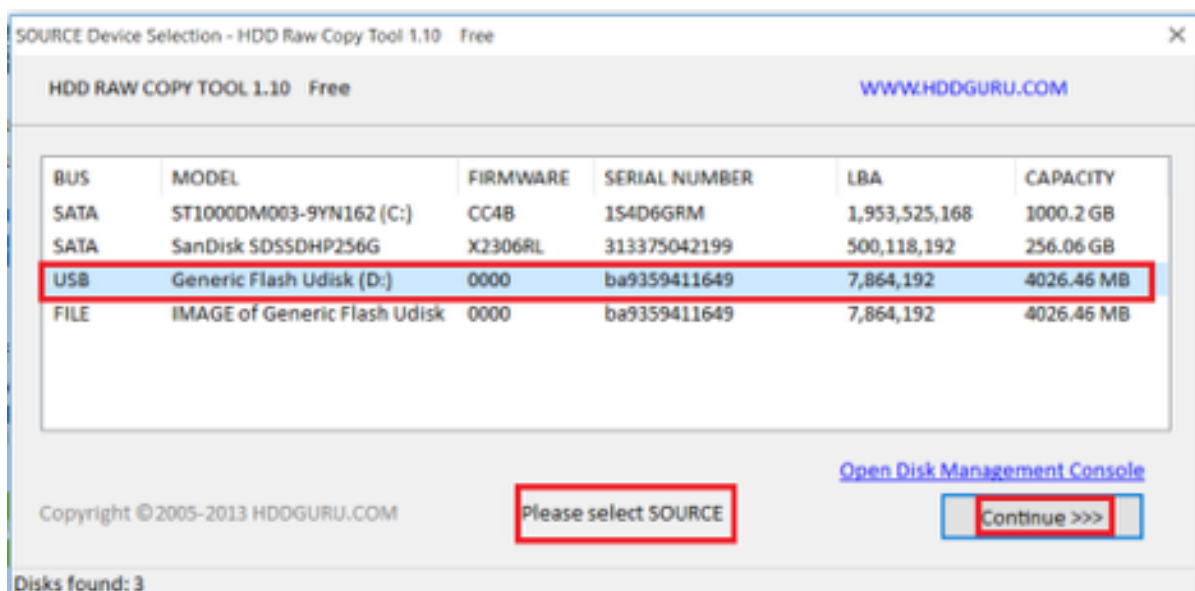 SOURCE Device Selection - HDD Raw Copy Tool 1.10 Free
HDD RAW COPY TOOL 1.10 Free WWW.HDDGURU.COM
BUS MODEL FIRMWARE SERIAL NUMBER LBA CAPACITY
SATA ST1000DM003-9YN162 (C:) CC4B 1S4D6GRM 1,953,525,168 1000.2 GB
SATA SanDisk SDSSDHP256G X2306RL 313375042199 500,118,192 256.06 GB
USB Generic Flash Udisk (D:) 0000 ba9359411649 7,864,192 4026.46 MB
FILE IMAGE of Generic Flash Udisk 0000 ba9359411649 7,864,192 4026.46 MB
Open Disk Management Console
Copyright ©2005-2013 HDDGURU.COM Please select SOURCE Continue >>>
Disks found: 3